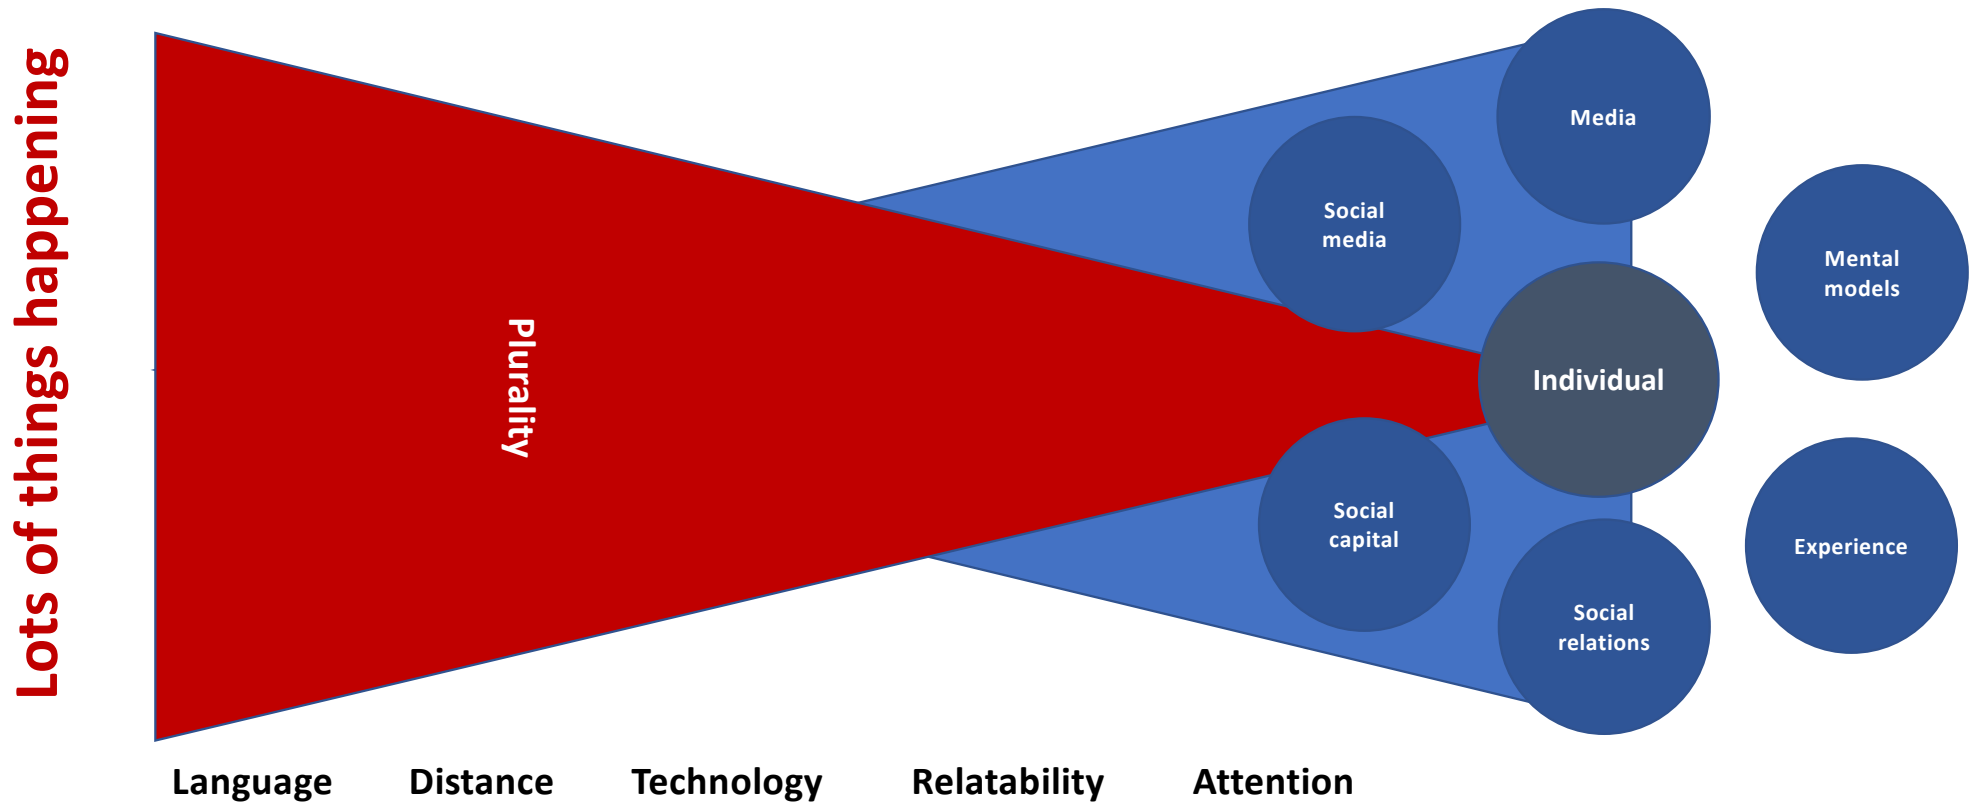 Lots of things happening
Plurality
Media
Social
media
Mental
models
Individual
Social
capital
Experience
Social
relations
Language
Distance
Technology
Relatability
Attention